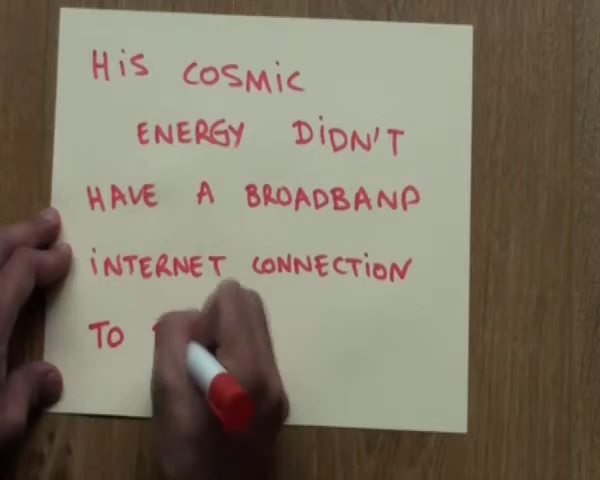 HiS COSMiC
ENERGY DiDN'T
HAVE A BROADBAND
iNTERNET CONNECTiON
TO